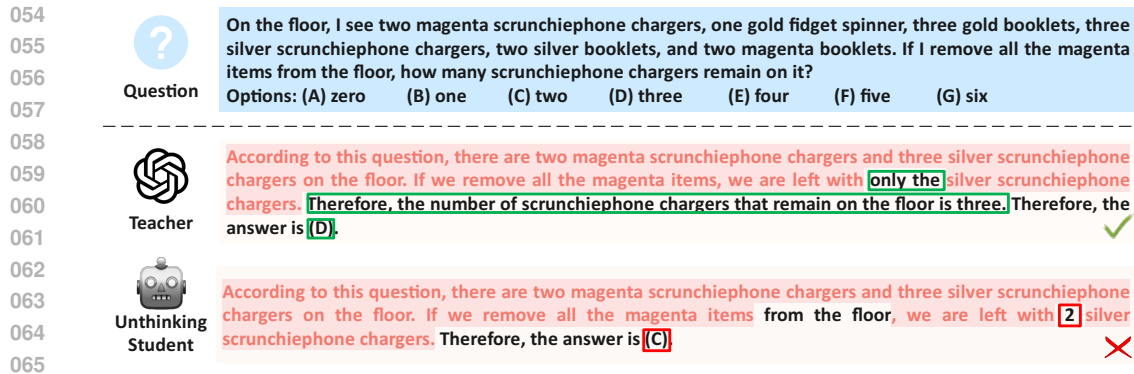 054
055
056
057
058
059
060
061
062
063
064
065
?
Question
On the floor, I see two magenta scrunchiephone chargers, one gold fidget spinner, three gold booklets, three
silver scrunchiephone chargers, two silver booklets, and two magenta booklets. If I remove all the magenta
items from the floor, how many scrunchiephone chargers remain on it?
Options: (A) zero (B) one (C) two (D) three (E) four (F) five (G) six
Teacher
According to this question, there are two magenta scrunchiephone chargers and three silver scrunchiephone
chargers on the floor. If we remove all the magenta items, we are left with only the silver scrunchiephone
chargers. Therefore, the number of scrunchiephone chargers that remain on the floor is three. Therefore, the
answer is (D).
Unthinking
Student
According to this question, there are two magenta scrunchiephone chargers and three silver scrunchiephone
chargers on the floor. If we remove all the magenta items from the floor, we are left with 2 silver
scrunchiephone chargers. Therefore, the answer is (C).